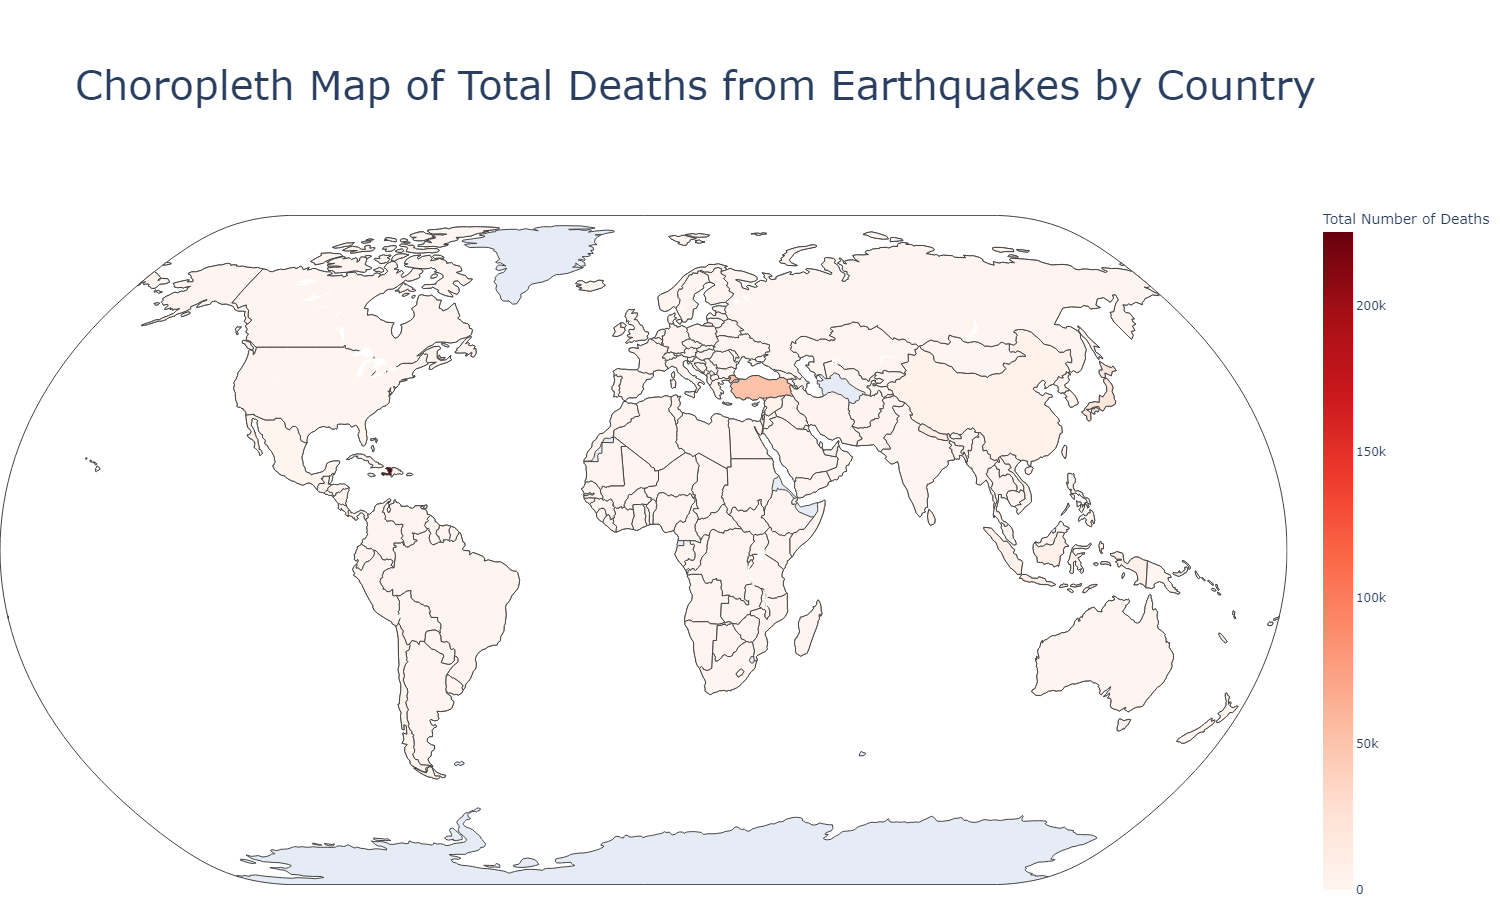 Choropleth Map of Total Deaths from Earthquakes by Country
Total Number of Deaths
200k
150k
100k
50k
0